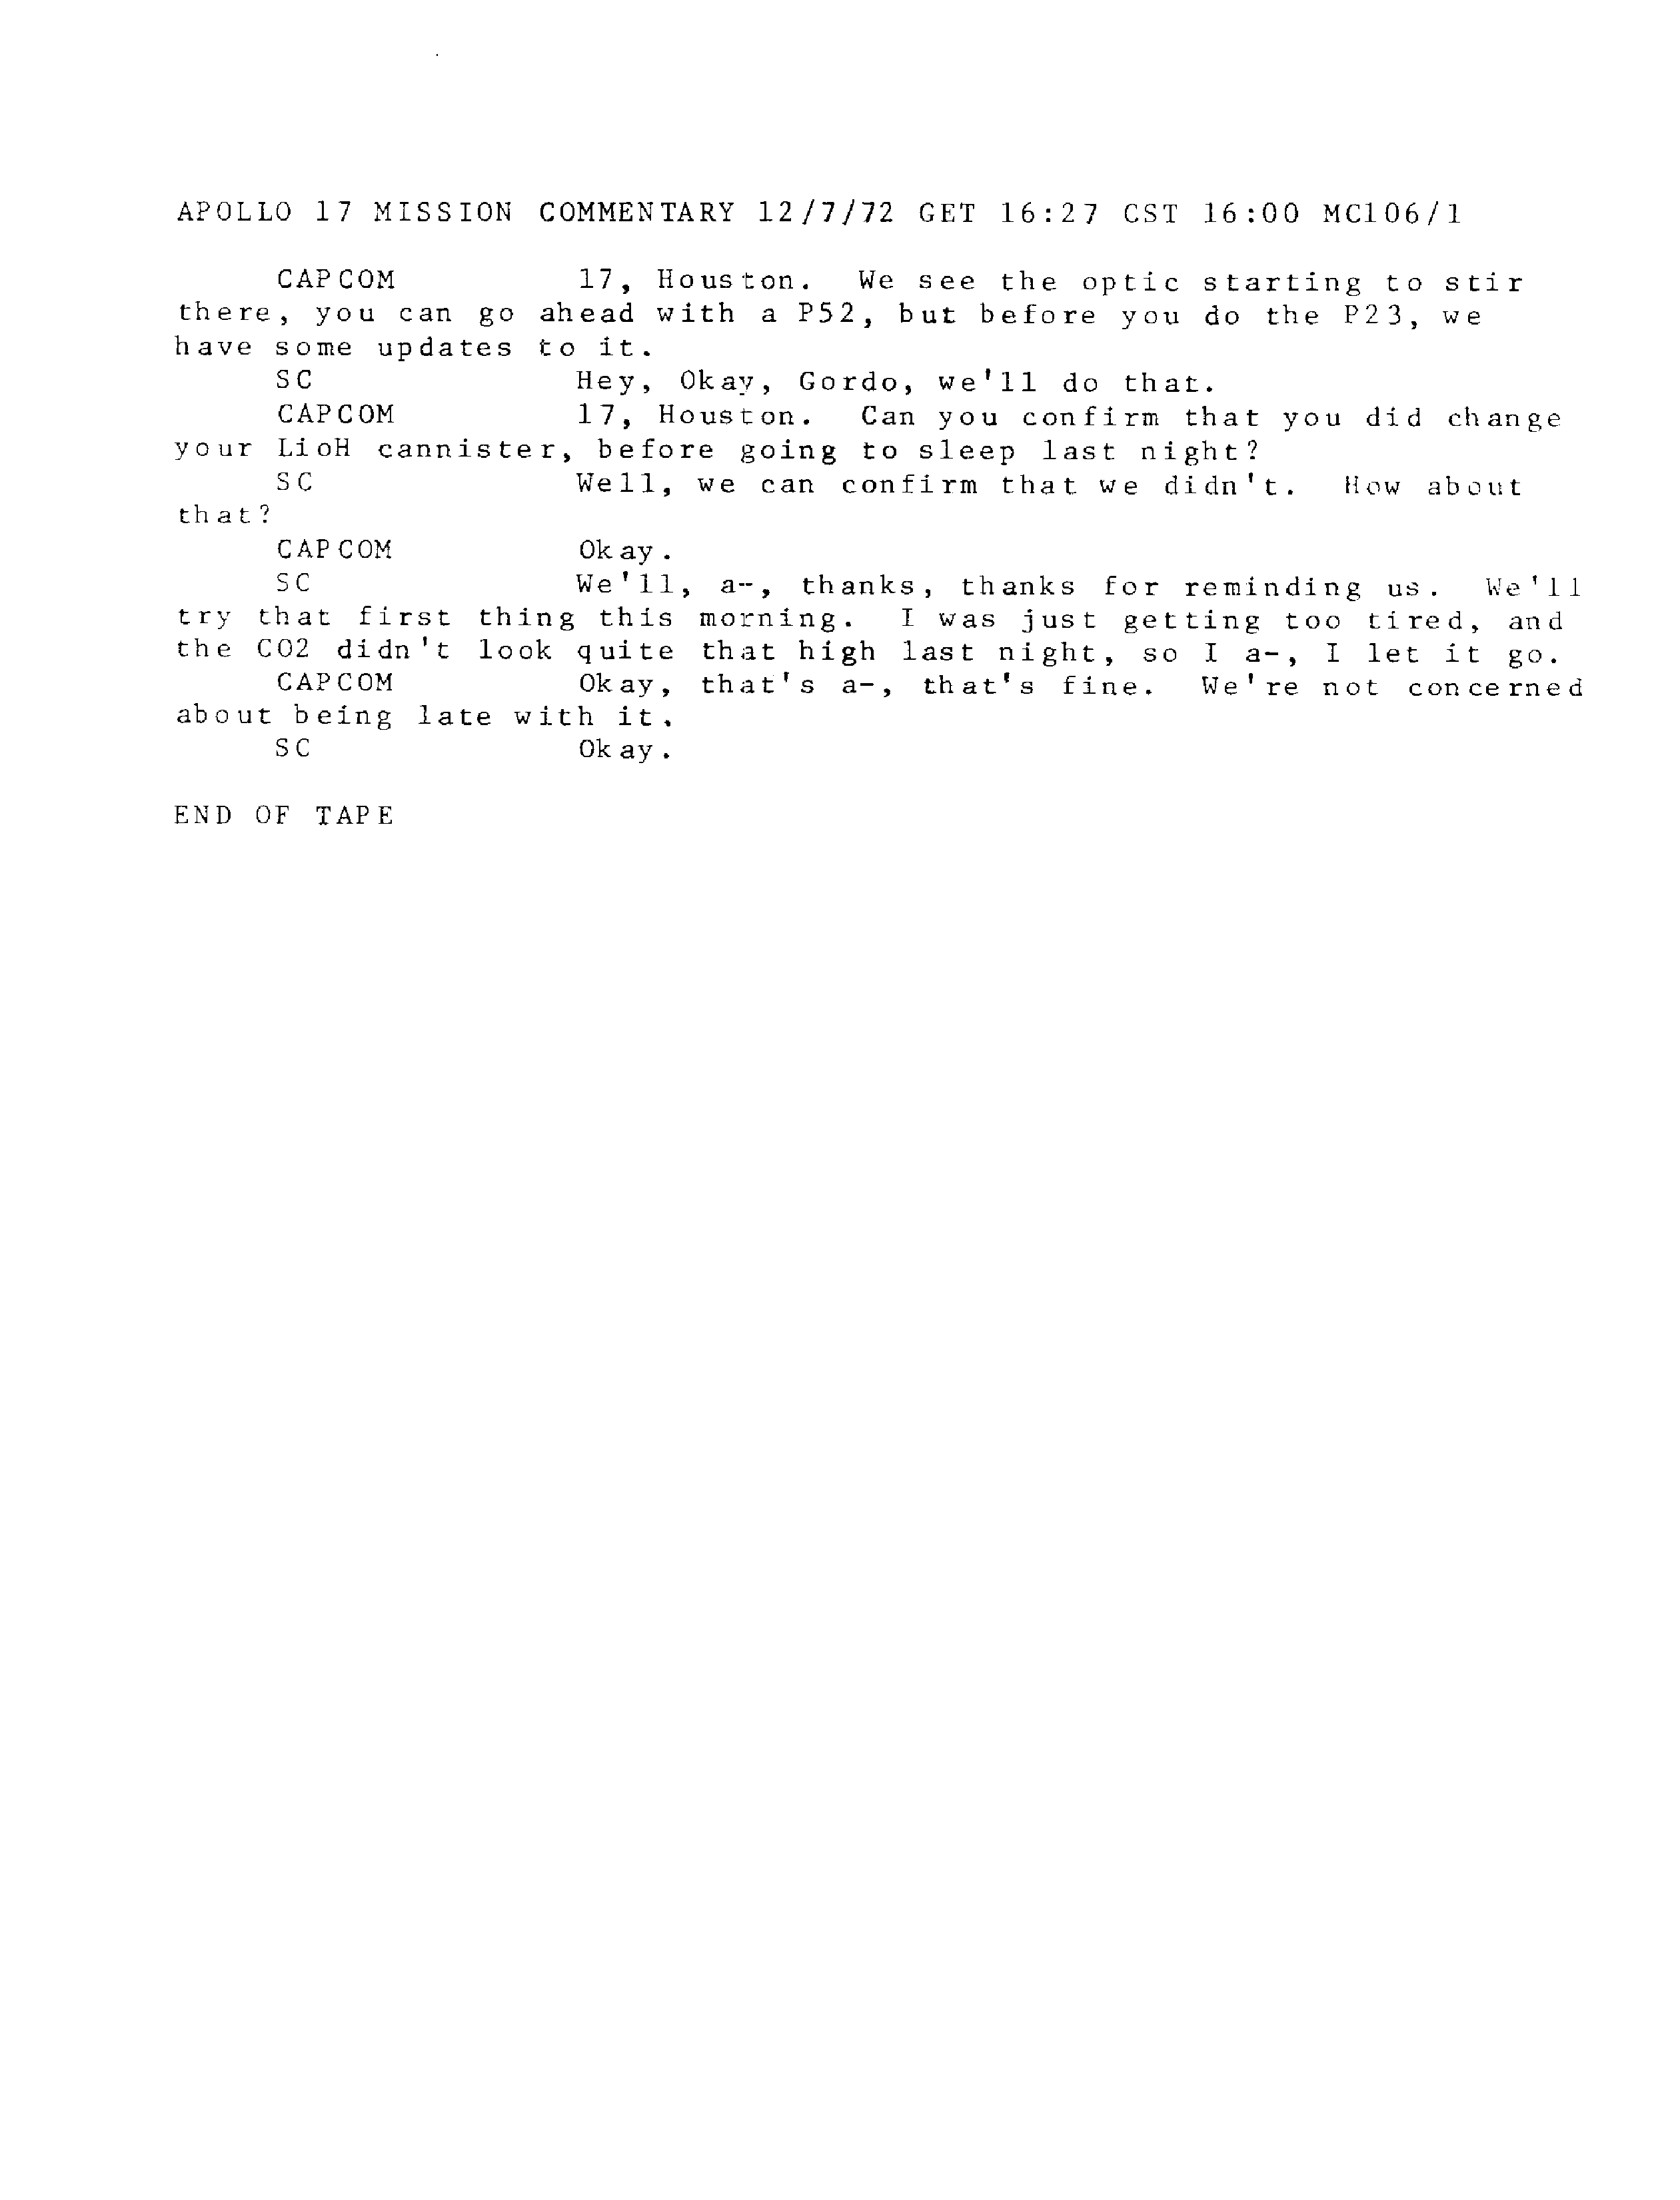 APOLLO 17 MISSION COMMENTARY 12/7/72 GET 16:27 CST 16:00 MC106/1
CAPCOM 17, Houston. We see the optic starting to stir
there, you can go ahead with a P52, but before you do the P23, we
have some updates to it.
SC Hey, Okay, Gordo, we'll do that.
CAPCOM 17, Houston. Can you confirm that you did change
your LioH cannister, before going to sleep last night?
SC Well, we can confirm that we didn't. How about
that?
CAPCOM Okay.
SC We'll, a--, thanks, thanks for reminding us. We'll
try that first thing this morning. I was just getting too tired, and
the CO2 didn't look quite that high last night, so I a-, I let it go.
CAPCOM Okay, that's a-, that's fine. We're not concerned
about being late with it.
SC Okay.
END OF TAPE